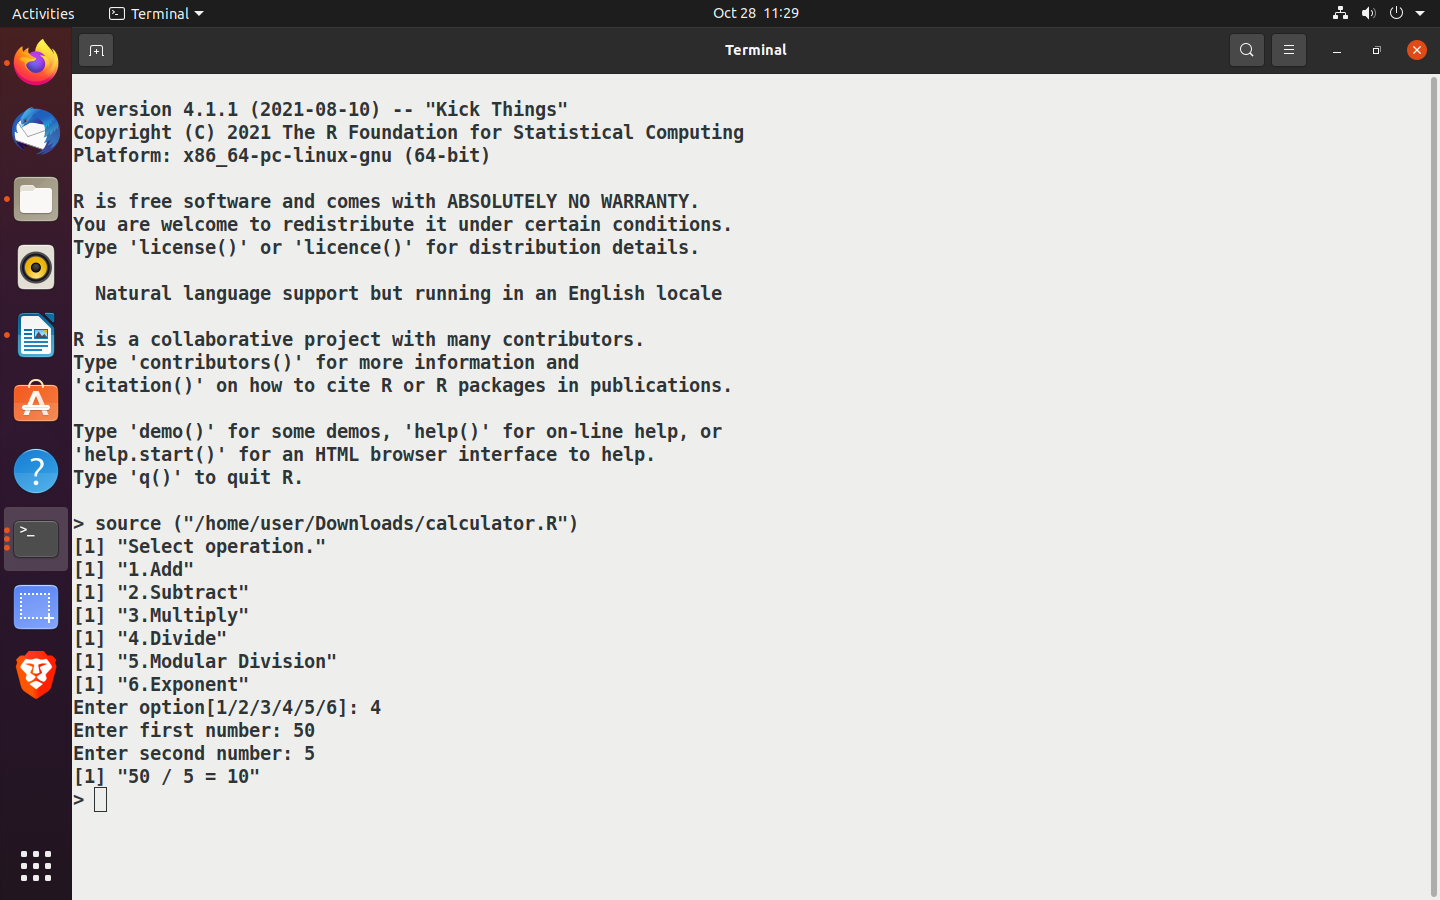 Activities
Terminal
Oct 28 11:29
Terminal
R version 4.1.1 (2021-08-10) -- "Kick Things"
Copyright (C) 2021 The R Foundation for Statistical Computing
Platform: x86_64-pc-linux-gnu (64-bit)
R is free software and comes with ABSOLUTELY NO WARRANTY.
You are welcome to redistribute it under certain conditions.
Type 'license()' or 'licence()' for distribution details.
Natural language support but running in an English locale
R is a collaborative project with many contributors.
Type 'contributors()' for more information and
'citation()' on how to cite R or R packages in publications.
Type 'demo()' for some demos, 'help()' for on-line help, or
'help.start()' for an HTML browser interface to help.
Type 'q()' to quit R.
> source ("/home/user/Downloads/calculator.R")
[1] "Select operation."
[1] "1.Add"
[1] "2.Subtract"
[1] "3.Multiply"
[1] "4.Divide"
[1] "5.Modular Division"
[1] "6.Exponent"
Enter option[1/2/3/4/5/6]: 4
Enter first number: 50
Enter second number: 5
[1] "50 / 5 = 10"
>